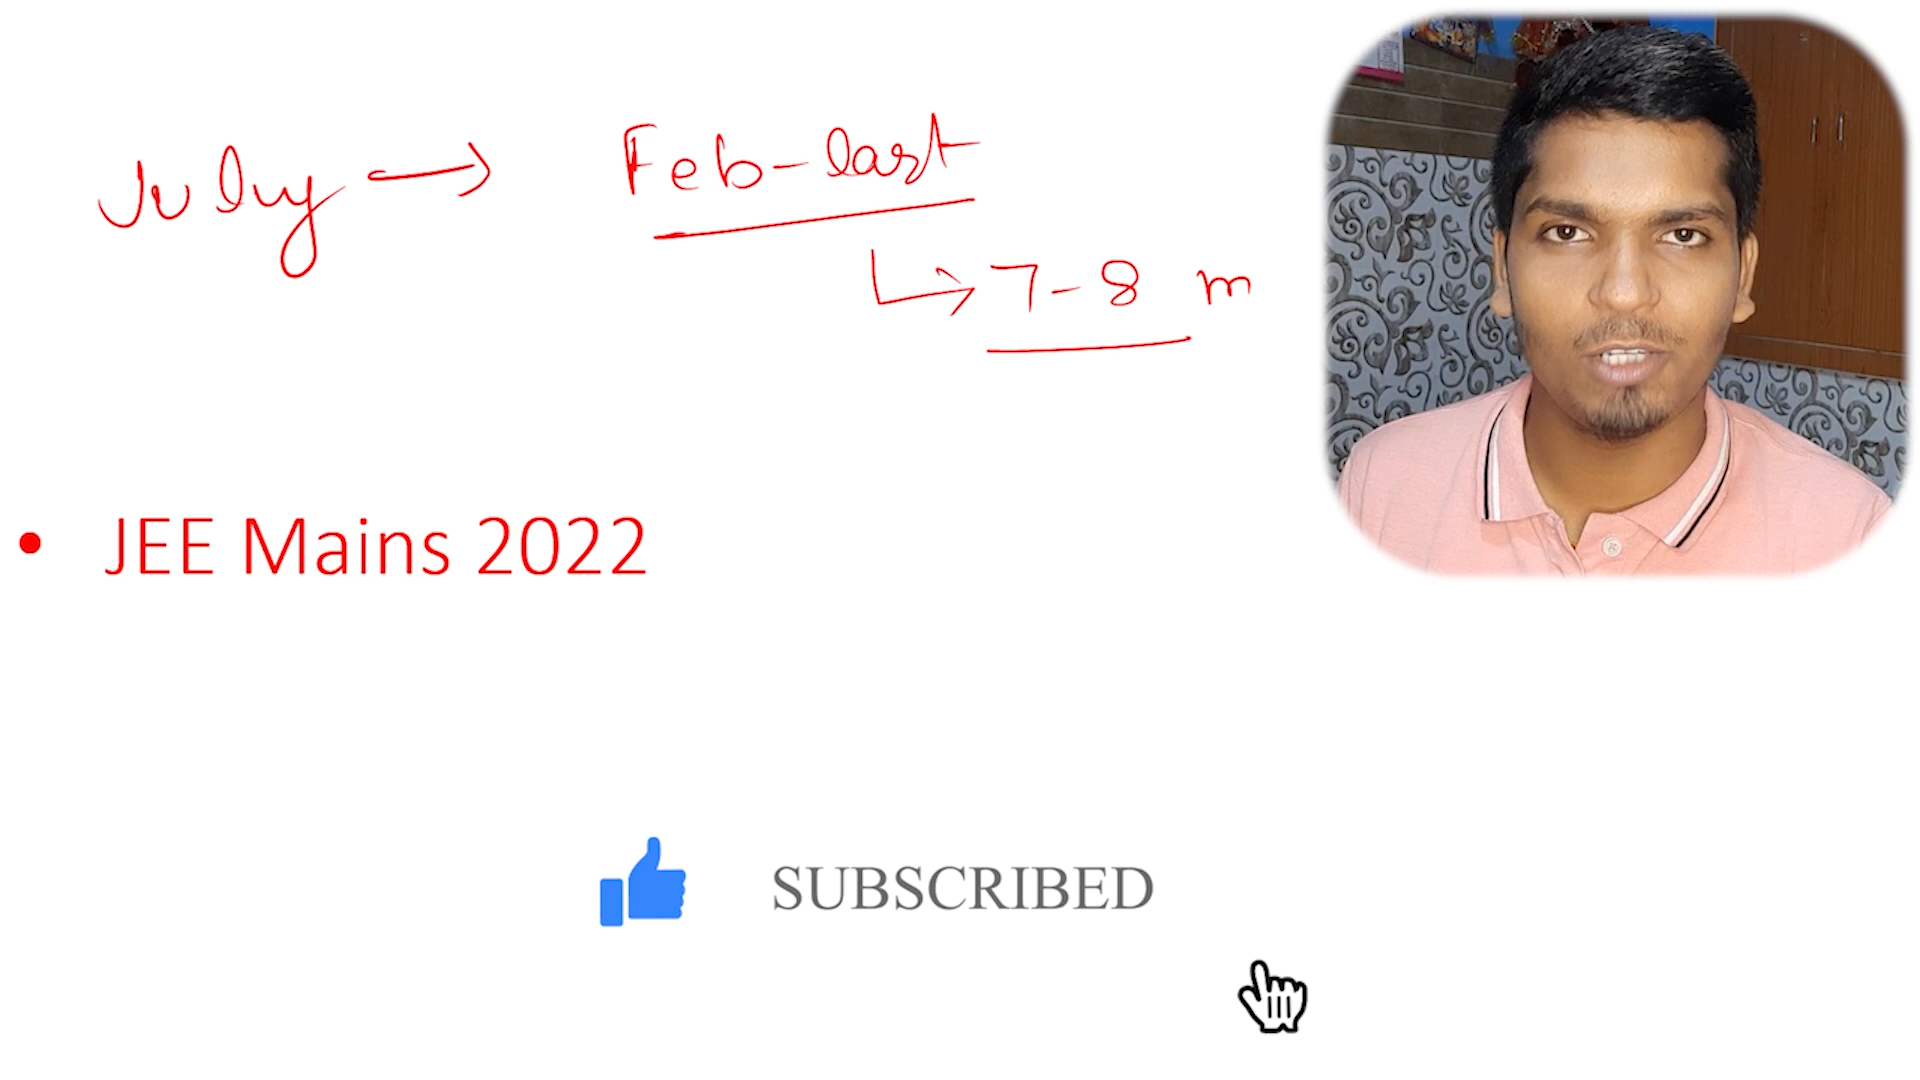 July → Feb-last
↳ 7-8 m
• JEE Mains 2022
SUBSCRIBED